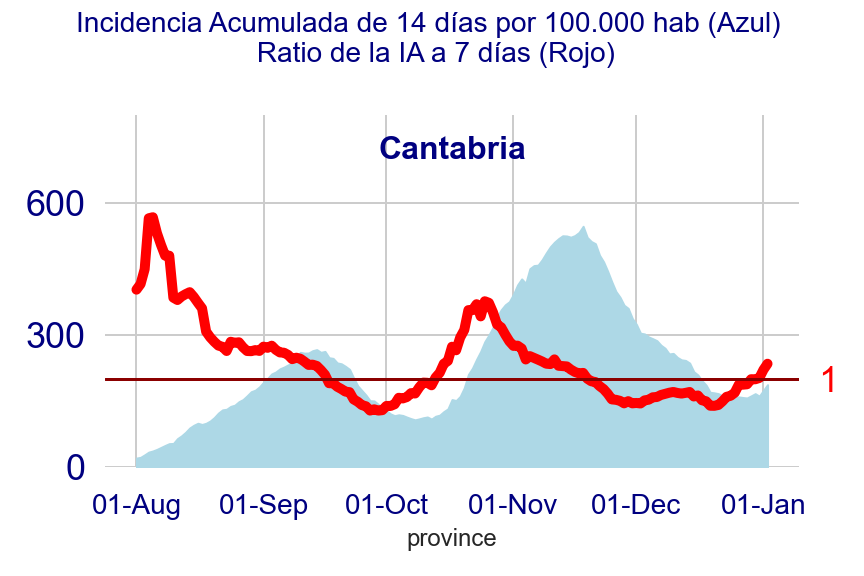 Incidencia Acumulada de 14 días por 100.000 hab (Azul)
Ratio de la IA a 7 días (Rojo)
Cantabria
600
300
0
1
01-Aug 01-Sep 01-Oct 01-Nov 01-Dec 01-Jan
province